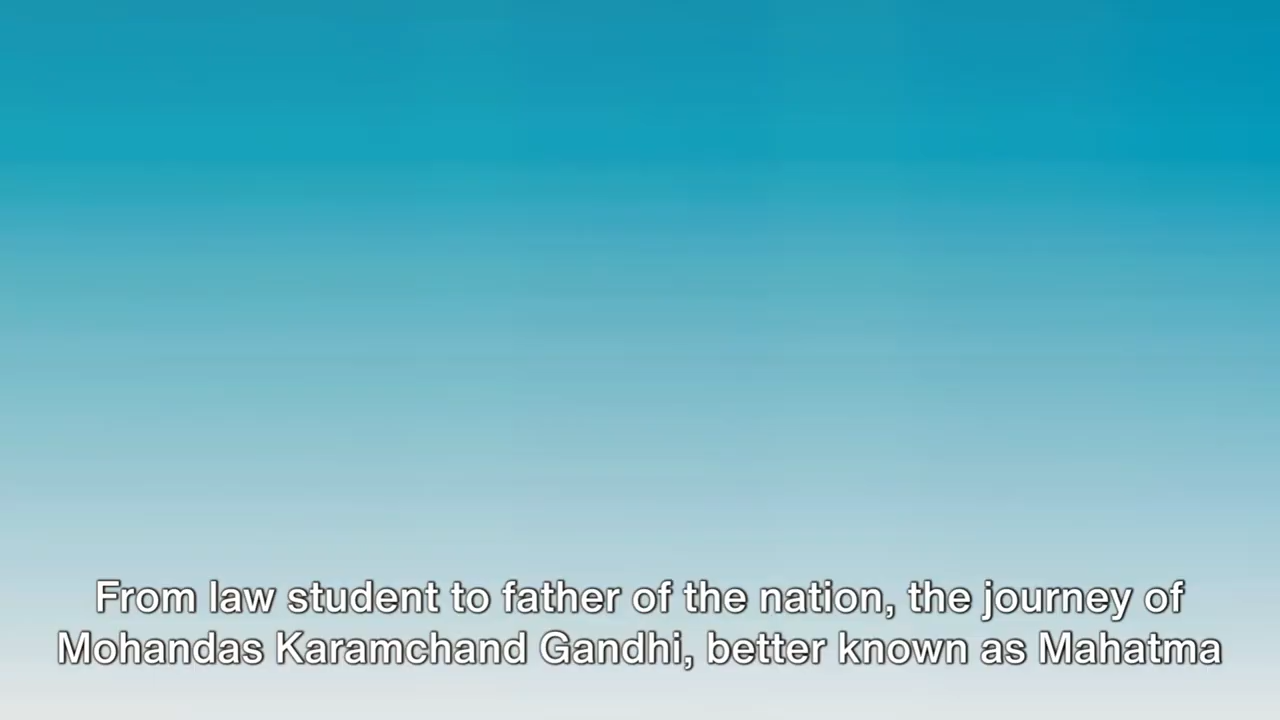 From law student to father of the nation, the journey of
Mohandas Karamchand Gandhi, better known as Mahatma